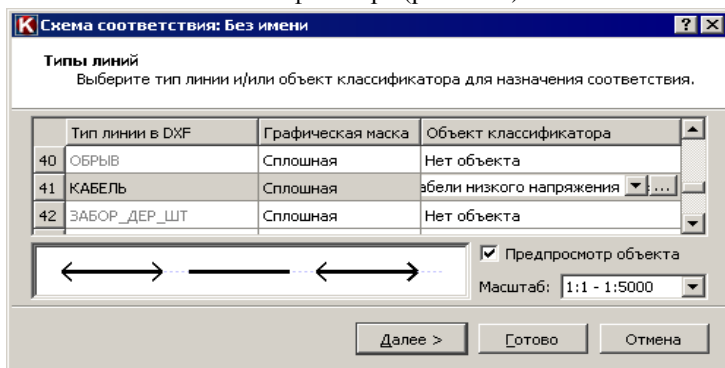 Схема соответствия: Без имени
Типы линий
Выберите тип линии и/или объект классификатора для назначения соответствия.
Тип линии в DXF Графическая маска Объект классификатора
40 ОБРЫВ Сплошная Нет объекта
41 КАБЕЛЬ Сплошная абели низкого напряжения ...
42 ЗАБОР_ДЕР_ШТ Сплошная Нет объекта
Предпросмотр объекта
Масштаб: 1:1 - 1:5000
Далее > Готово Отмена